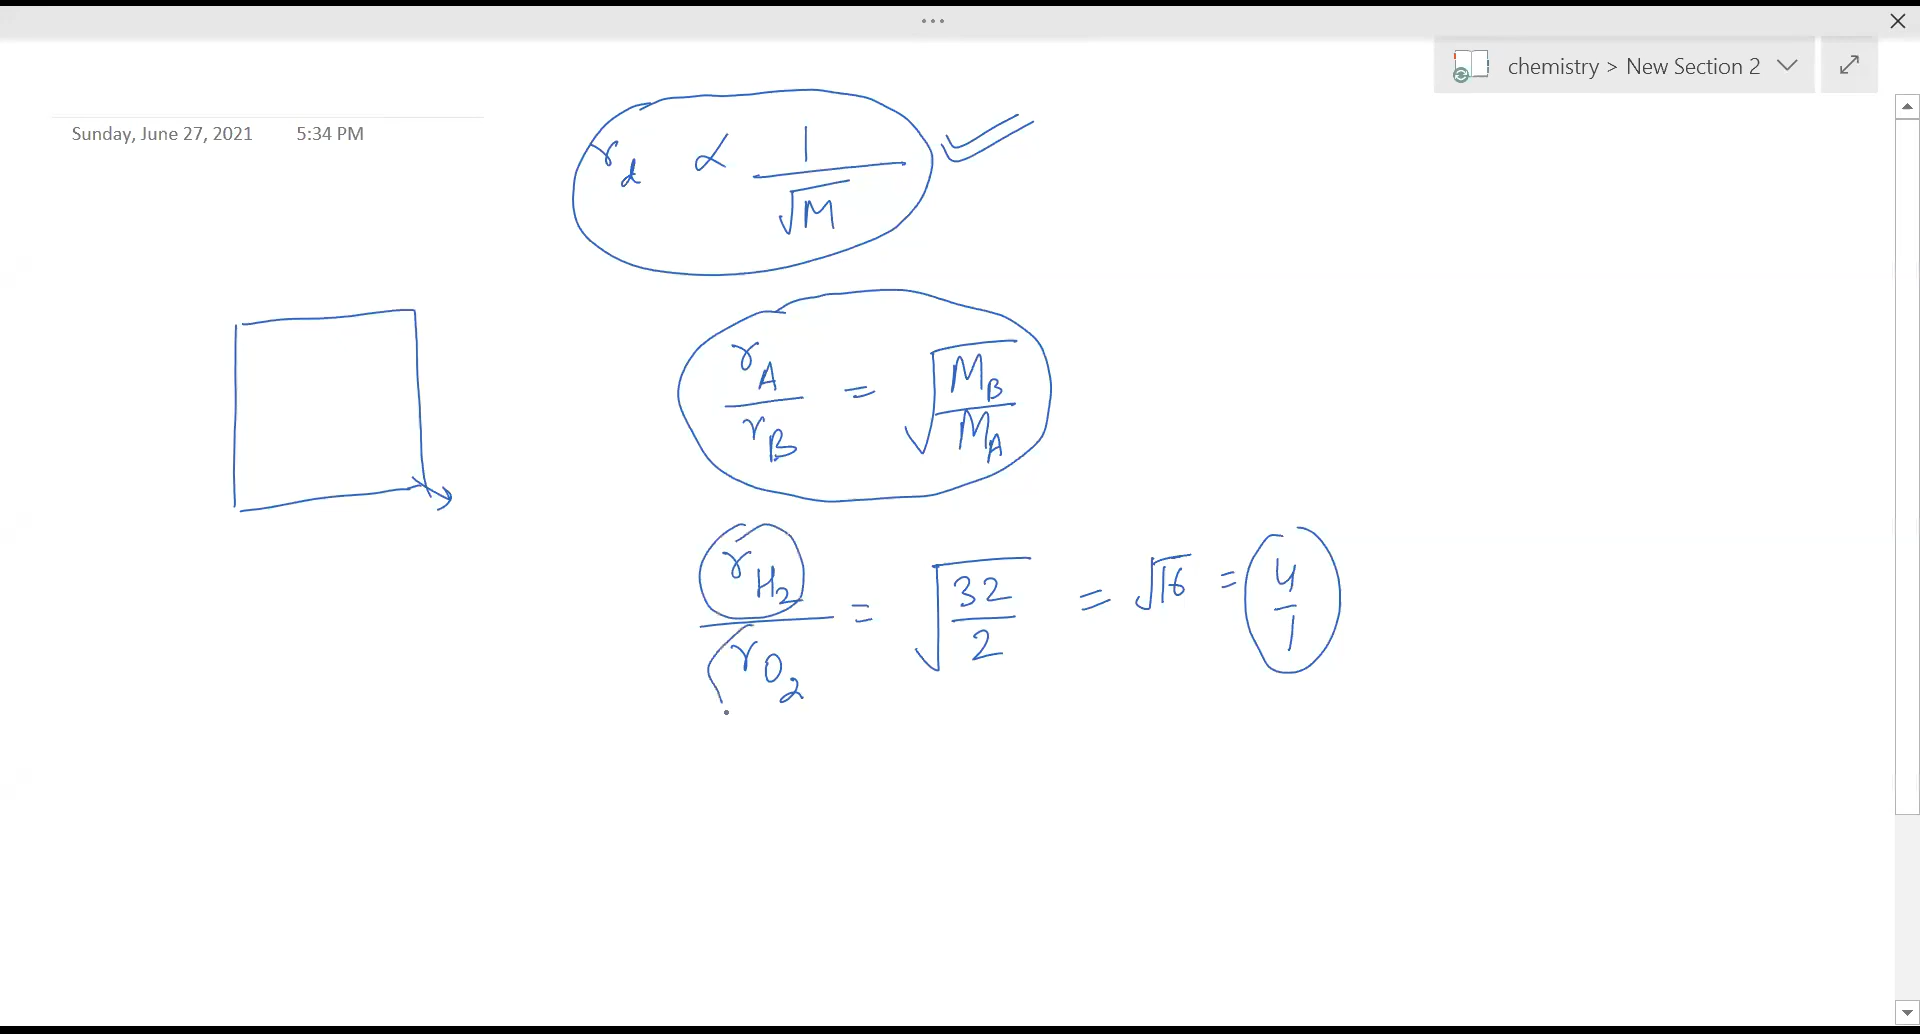 chemistry > New Section 2
Sunday, June 27, 2021 5:34 PM
r_d ∝ 1/√M
r_A/r_B = √(M_B/M_A)
r_H₂/r_O₂ = √(32/2) = √16 = 4/1